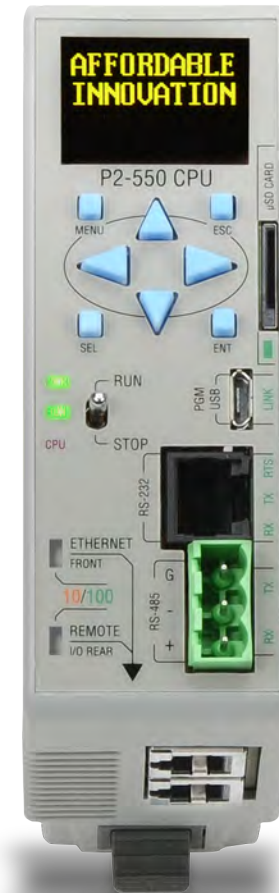 AFFORDABLE
INNOVATION
P2-550 CPU
µSD CARD
MENU
ESC
SEL
ENT
RUN
PGM
USB
LINK
CPU
STOP
RS-232
RTS
TX
RX
ETHERNET
FRONT
10/100
REMOTE
I/O REAR
RS-485
G
-
+
TX
RX